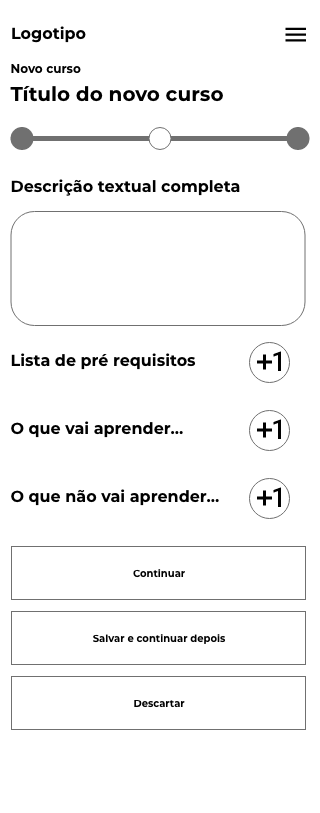 Logotipo
Novo curso
Título do novo curso
Descrição textual completa
Lista de pré requisitos
+1
O que vai aprender...
+1
O que não vai aprender...
+1
Continuar
Salvar e continuar depois
Descartar